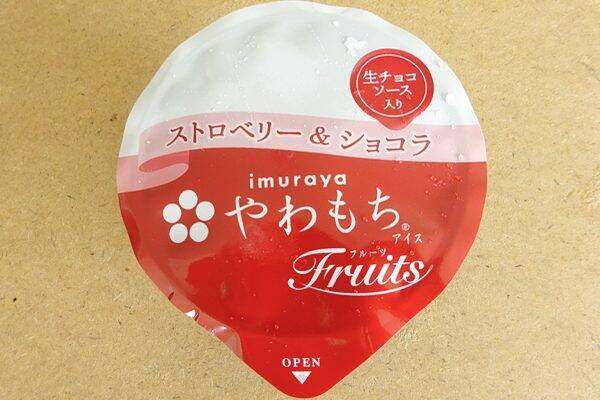 生チョコ
ソース
入り
ストロベリー & ショコラ
imuraya
やわもち®
アイス
フルーツ
Fruits
OPEN